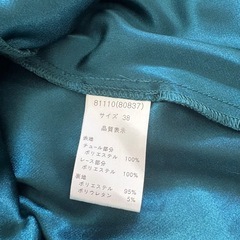 81110(80837)
サイズ 38
品質表示
表地
チュール部分
ポリエステル 100%
レース部分
ポリエステル 100%
裏地
ポリエステル 95%
ポリウレタン 5%